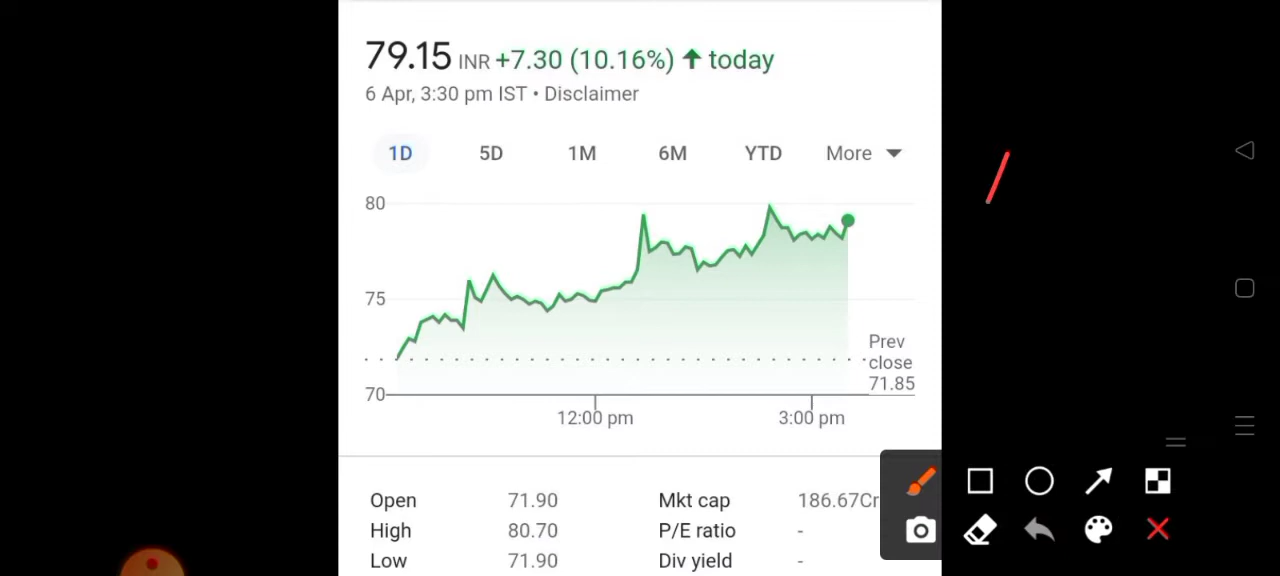 79.15 INR +7.30 (10.16%) ↑ today
6 Apr, 3:30 pm IST • Disclaimer
1D 5D 1M 6M YTD More
80
75
70
Prev
close
71.85
12:00 pm 3:00 pm
Open 71.90 Mkt cap 186.67Cr
High 80.70 P/E ratio -
Low 71.90 Div yield -